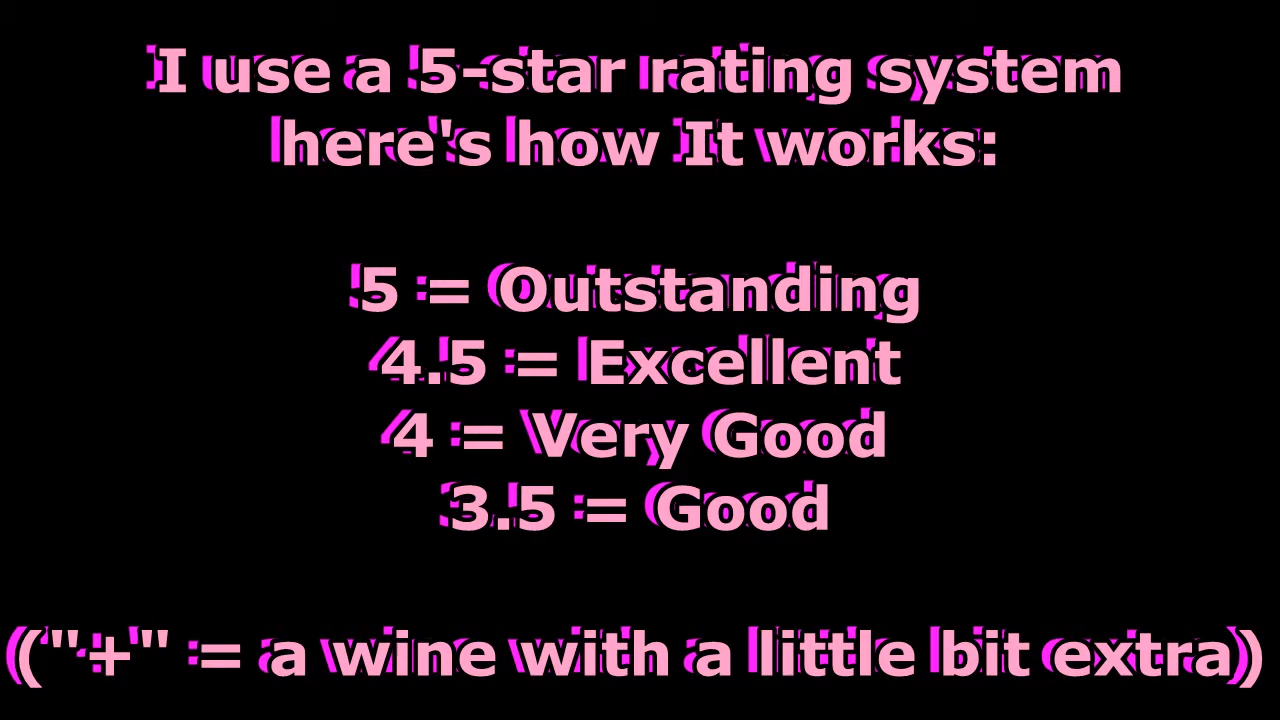 I use a 5-star rating system
here's how It works:
5 = Outstanding
4.5 = Excellent
4 = Very Good
3.5 = Good
("+" = a wine with a little bit extra)